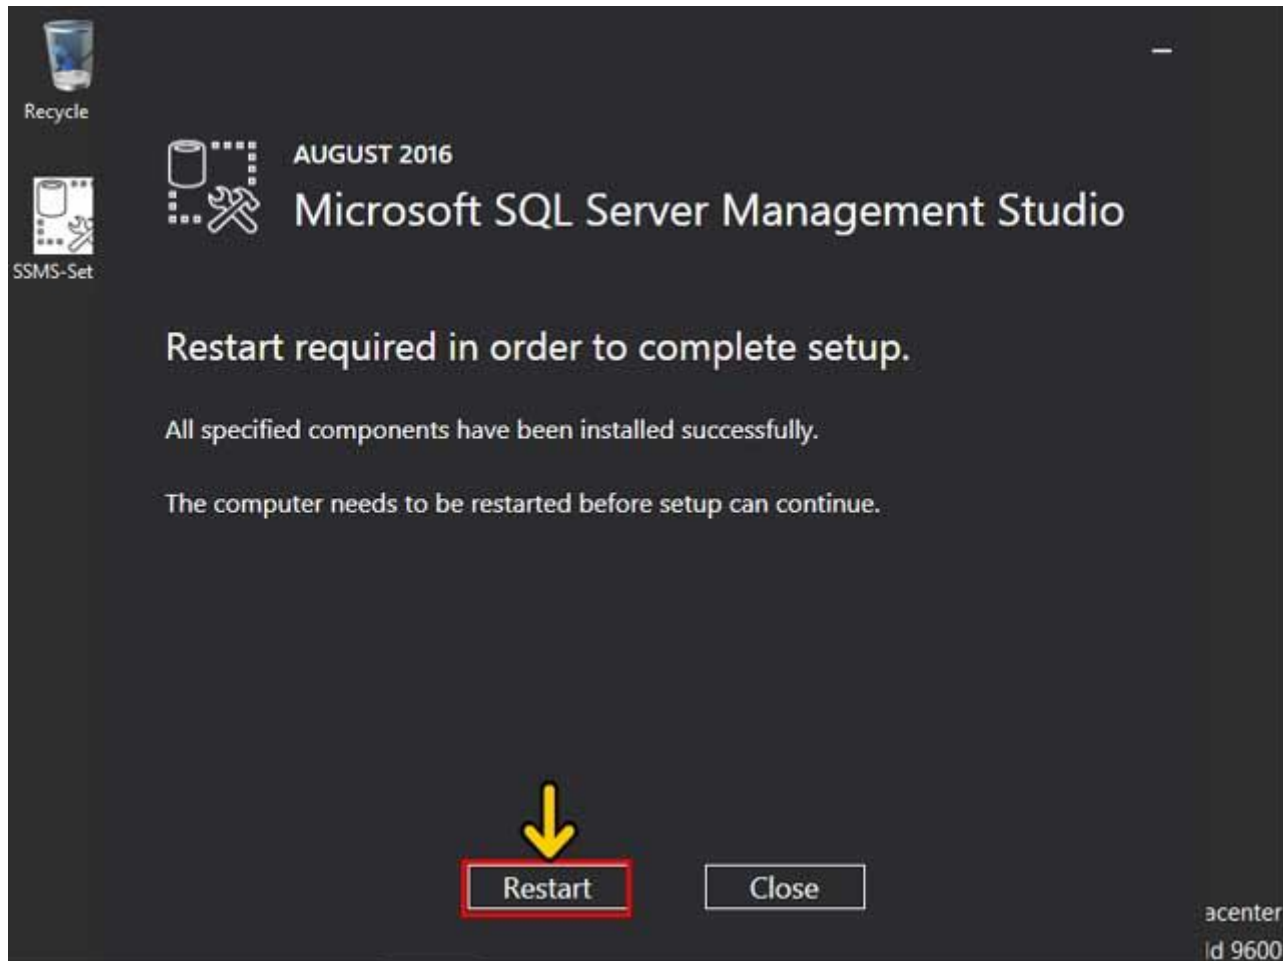 Recycle
SSMS-Set
AUGUST 2016
Microsoft SQL Server Management Studio
Restart required in order to complete setup.
All specified components have been installed successfully.
The computer needs to be restarted before setup can continue.
Restart
Close
acenter
ld 9600